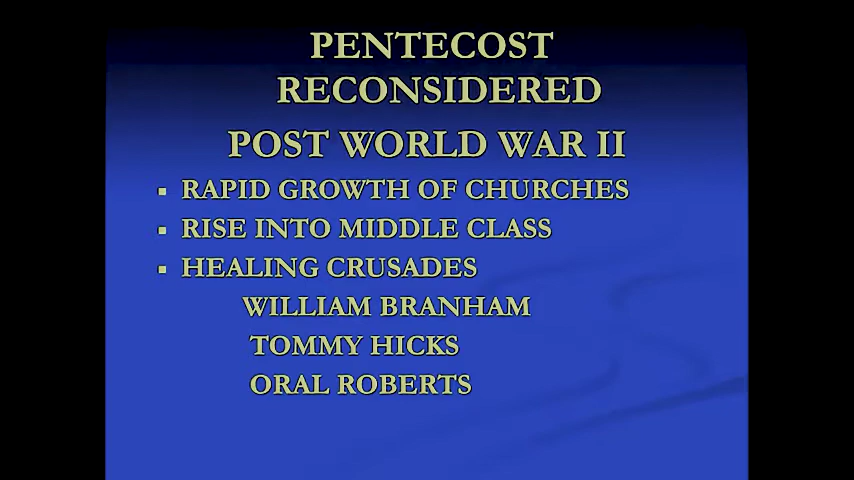 PENTECOST
RECONSIDERED
POST WORLD WAR II
▪ RAPID GROWTH OF CHURCHES
▪ RISE INTO MIDDLE CLASS
▪ HEALING CRUSADES
WILLIAM BRANHAM
TOMMY HICKS
ORAL ROBERTS